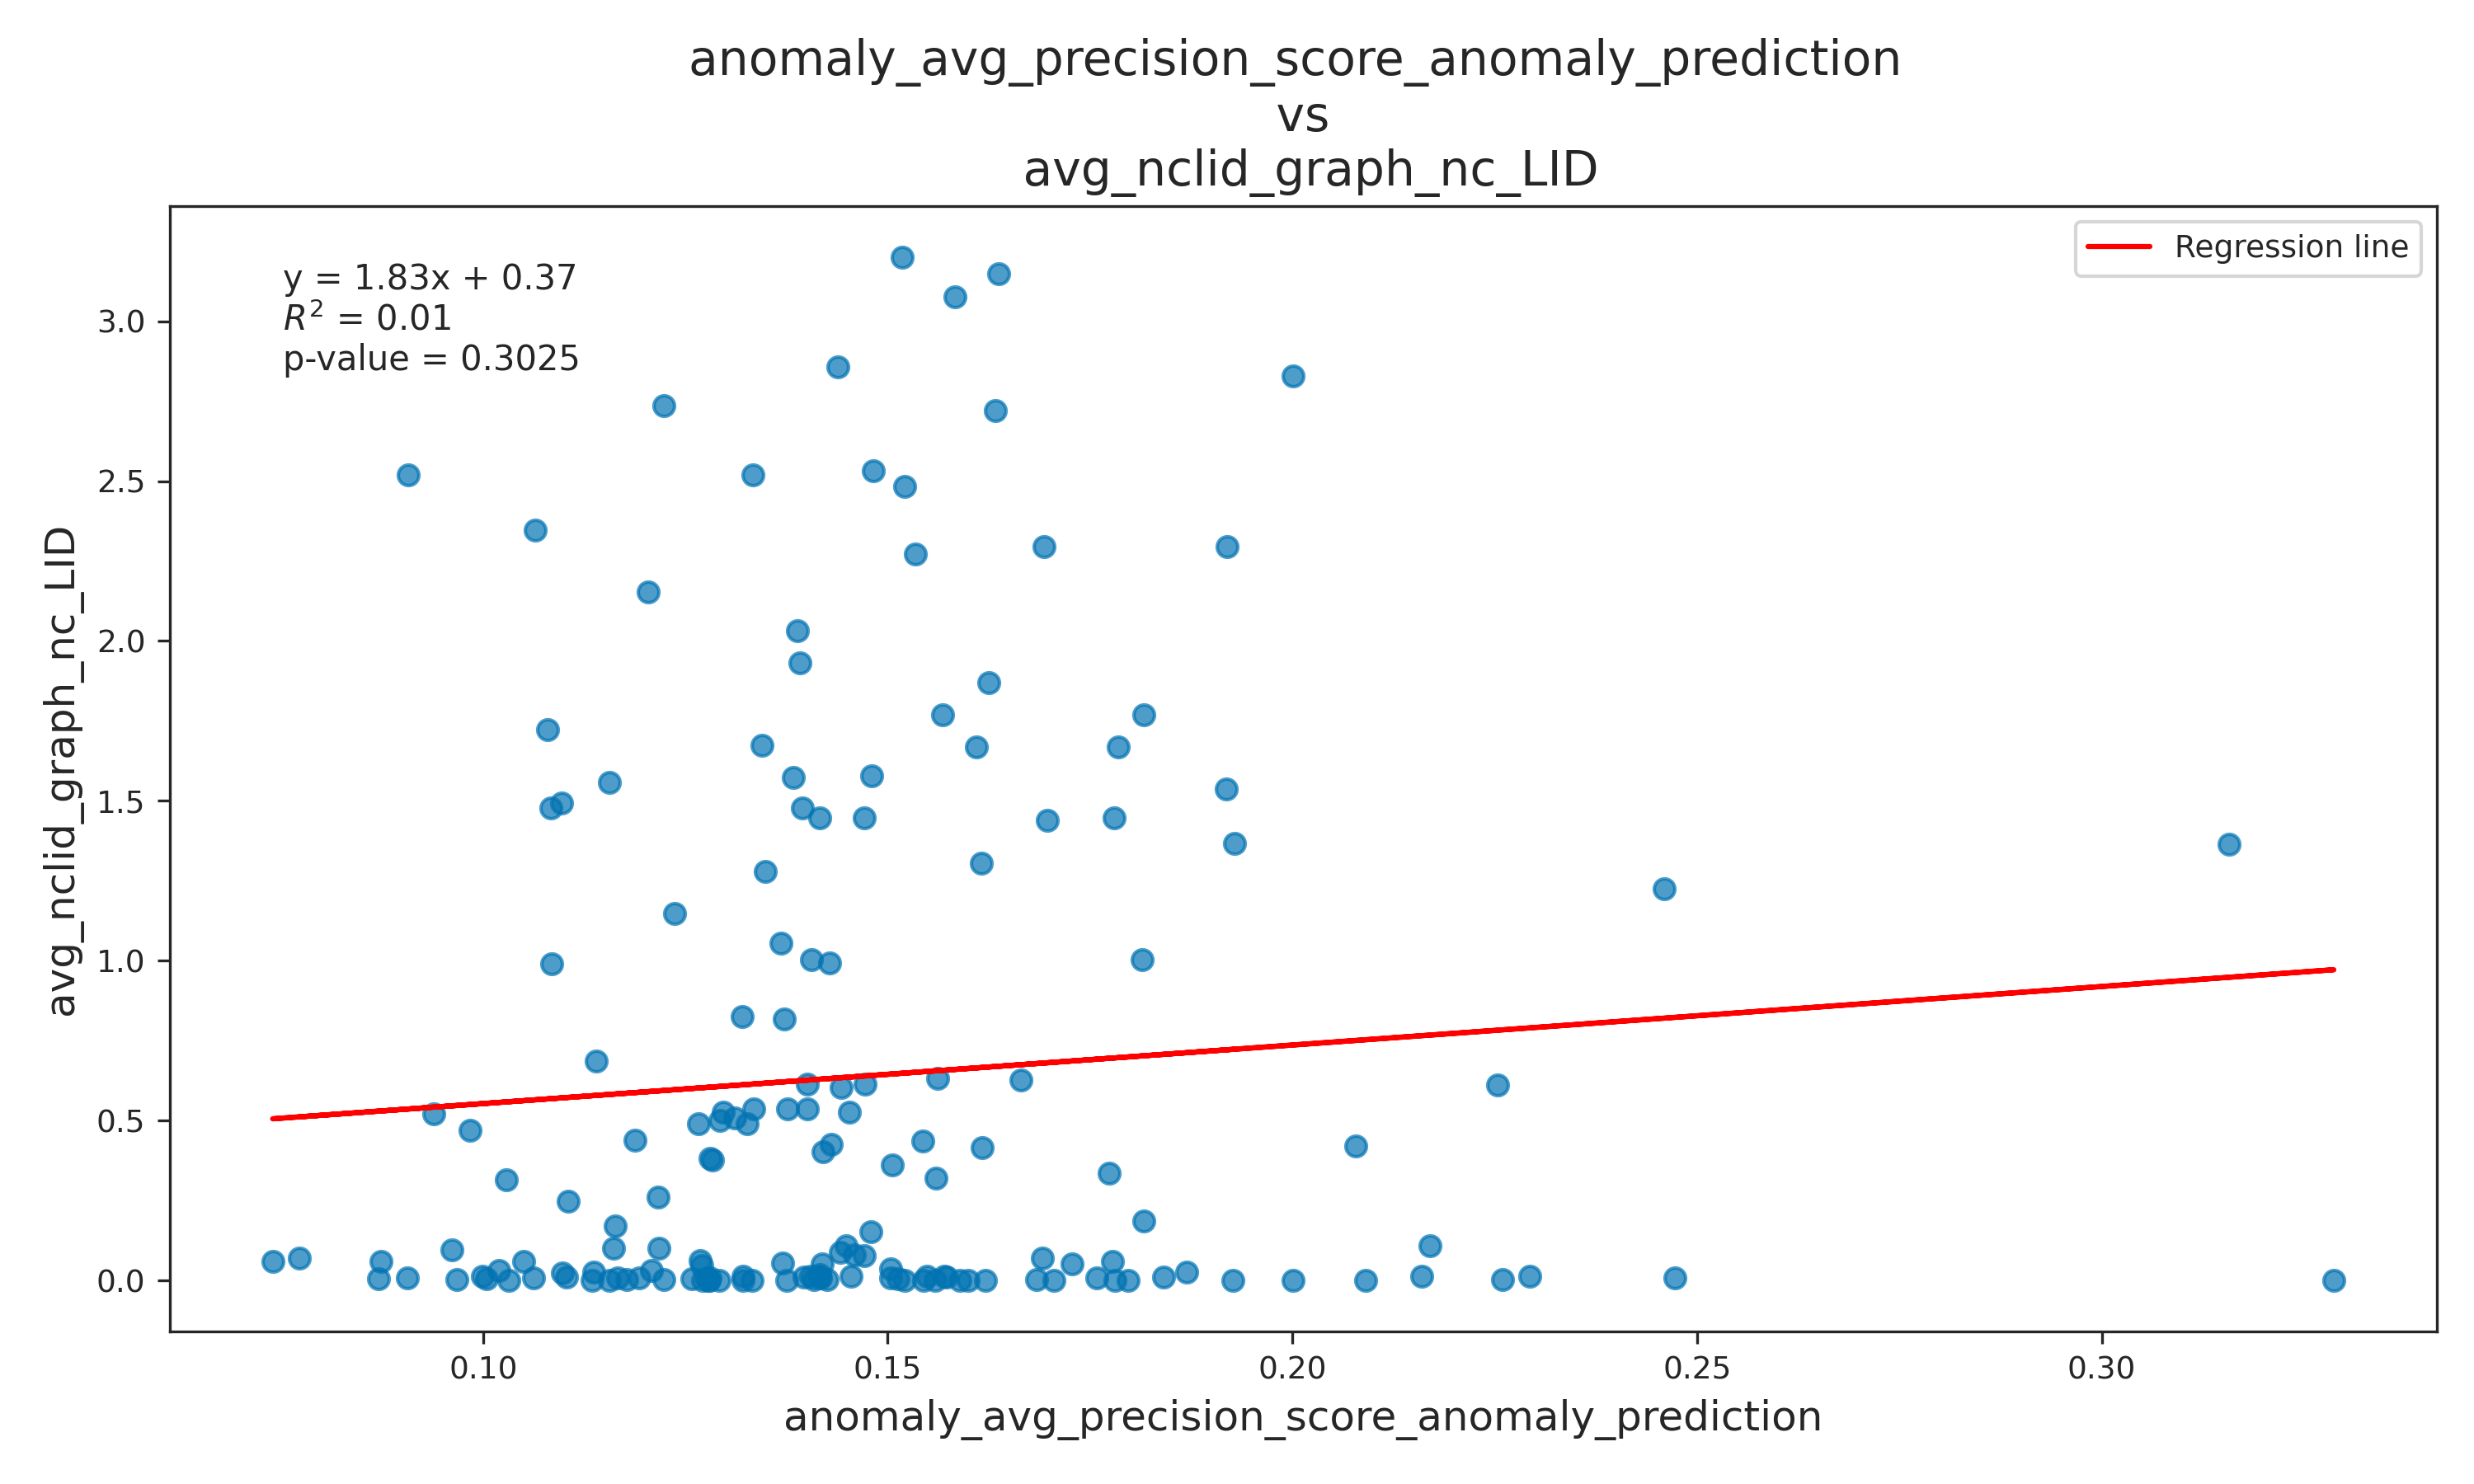 anomaly_avg_precision_score_anomaly_prediction
vs
avg_nclid_graph_nc_LID
y = 1.83x + 0.37
R² = 0.01
p-value = 0.3025
Regression line
3.0
2.5
2.0
1.5
1.0
0.5
0.0
avg_nclid_graph_nc_LID
0.10 0.15 0.20 0.25 0.30
anomaly_avg_precision_score_anomaly_prediction